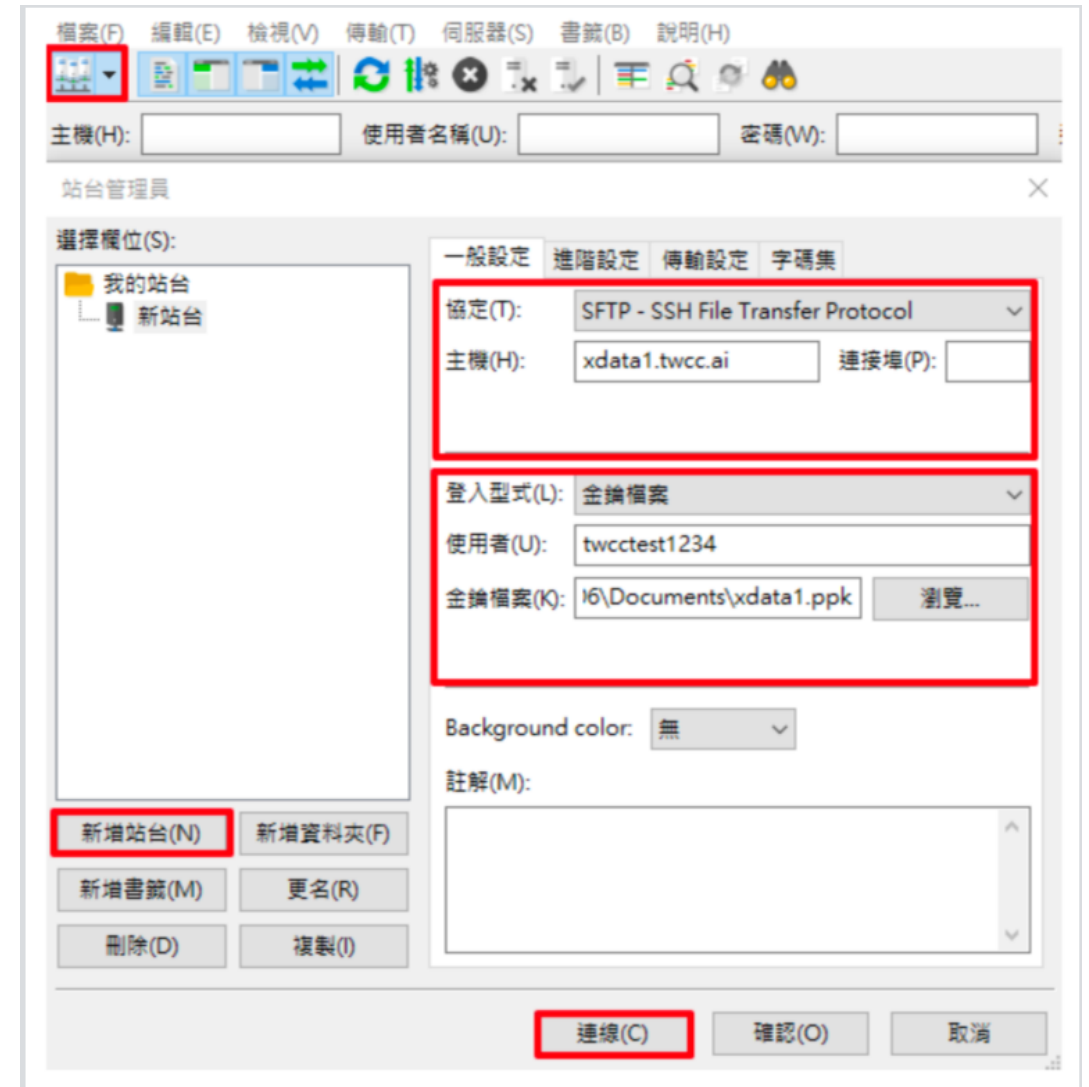 檔案(F) 編輯(E) 檢視(V) 傳輸(T) 伺服器(S) 書籤(B) 說明(H)
主機(H): 使用者名稱(U): 密碼(W):
站台管理員
選擇欄位(S):
我的站台
新站台
一般設定 進階設定 傳輸設定 字碼集
協定(T): SFTP - SSH File Transfer Protocol
主機(H): xdata1.twcc.ai 連接埠(P):
登入型式(L): 金鑰檔案
使用者(U): twcctest1234
金鑰檔案(K): 6\Documents\xdata1.ppk 瀏覽...
Background color: 無
註解(M):
新增站台(N) 新增資料夾(F)
新增書籤(M) 更名(R)
刪除(D) 複製(I)
連線(C) 確認(O) 取消